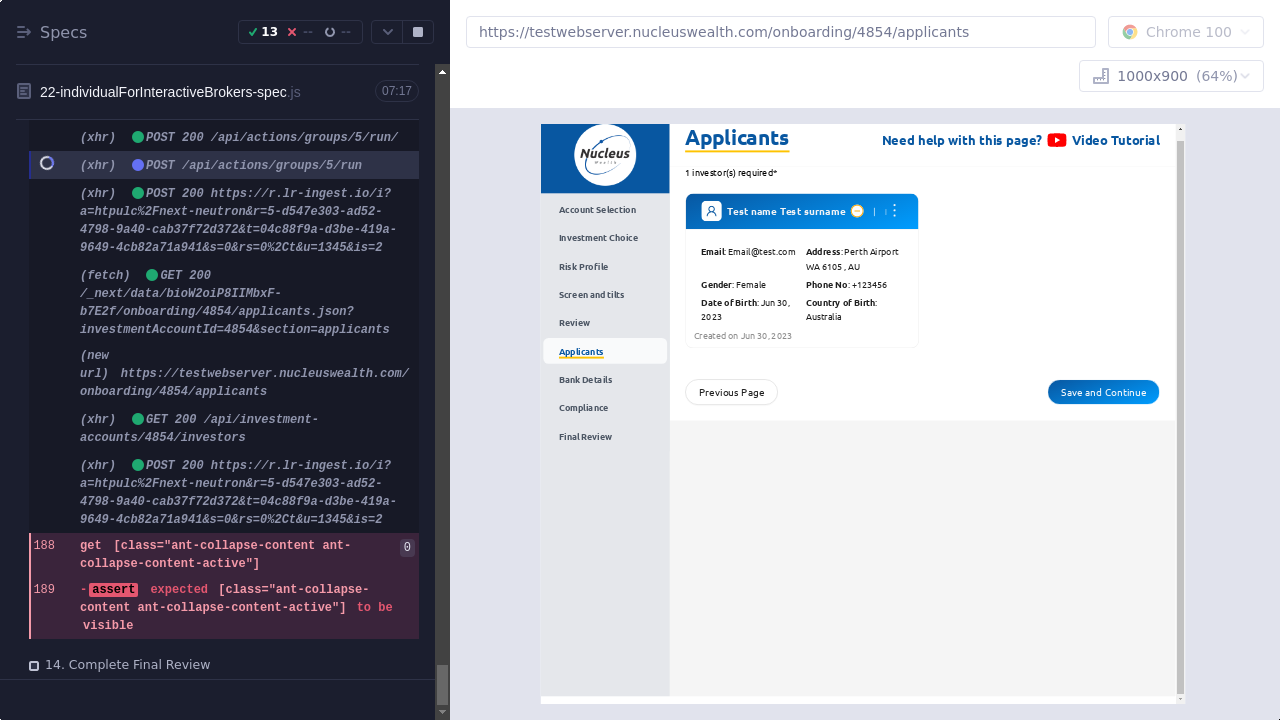 Specs
13
--
--
https://testwebserver.nucleuswealth.com/onboarding/4854/applicants
Chrome 100
1000x900 (64%)
22-individualForInteractiveBrokers-spec.js
07:17
(xhr) POST 200 /api/actions/groups/5/run/
(xhr) POST /api/actions/groups/5/run
(xhr) POST 200 https://r.lr-ingest.io/i?
a=htpulc%2Fnext-neutron&r=5-d547e303-ad52-
4798-9a40-cab37f72d372&t=04c88f9a-d3be-419a-
9649-4cb82a71a941&s=0&rs=0%2Ct&u=1345&is=2
(fetch) GET 200
/_next/data/bioW2oiP8IIMbxF-
b7E2f/onboarding/4854/applicants.json?
investmentAccountId=4854&section=applicants
(new
url) https://testwebserver.nucleuswealth.com/
onboarding/4854/applicants
(xhr) GET 200 /api/investment-
accounts/4854/investors
(xhr) POST 200 https://r.lr-ingest.io/i?
a=htpulc%2Fnext-neutron&r=5-d547e303-ad52-
4798-9a40-cab37f72d372&t=04c88f9a-d3be-419a-
9649-4cb82a71a941&s=0&rs=0%2Ct&u=1345&is=2
188 get [class="ant-collapse-content ant-
collapse-content-active"]
0
189 -assert expected [class="ant-collapse-
content ant-collapse-content-active"] to be
visible
14. Complete Final Review
Nucleus
Wealth
Account Selection
Investment Choice
Risk Profile
Screen and tilts
Review
Applicants
Bank Details
Compliance
Final Review
Applicants
Need help with this page? Video Tutorial
1 investor(s) required*
Test name Test surname
Email: Email@test.com
Address: Perth Airport
WA 6105 , AU
Gender: Female
Phone No: +123456
Date of Birth: Jun 30,
2023
Country of Birth:
Australia
Created on Jun 30, 2023
Previous Page
Save and Continue